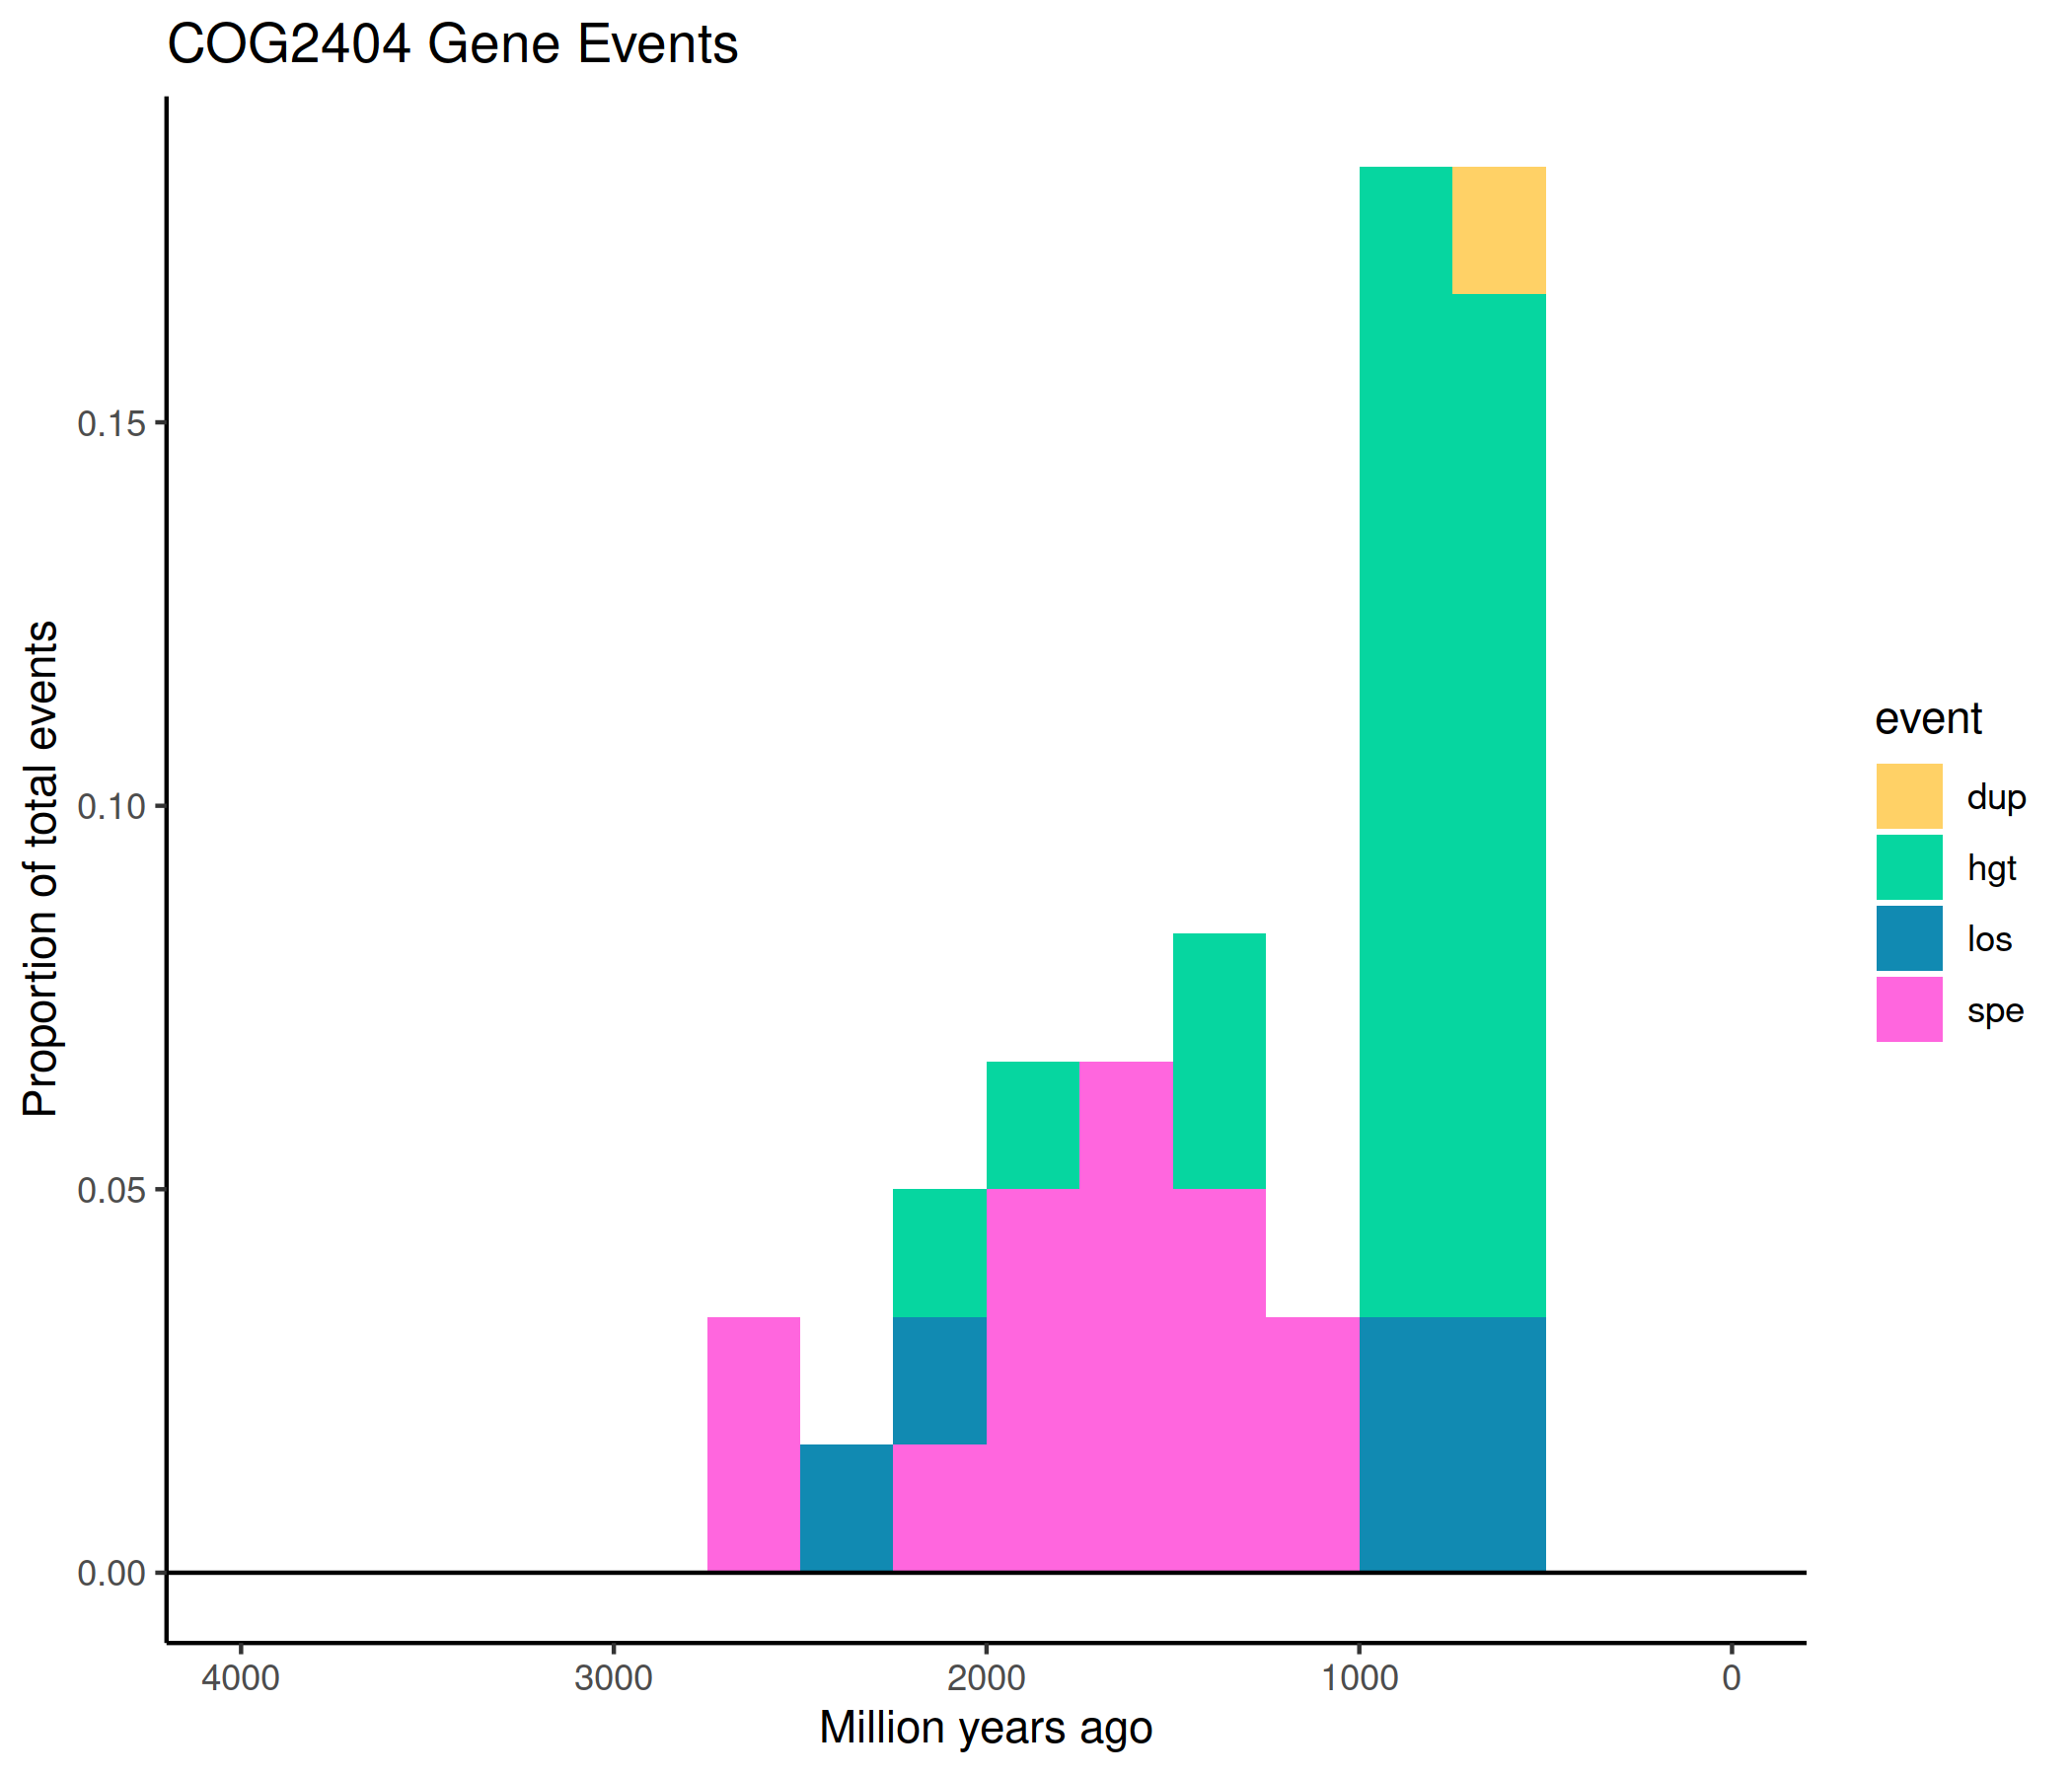 COG2404 Gene Events
Proportion of total events
0.15
0.10
0.05
0.00
4000 3000 2000 1000 0
Million years ago
event
dup
hgt
los
spe